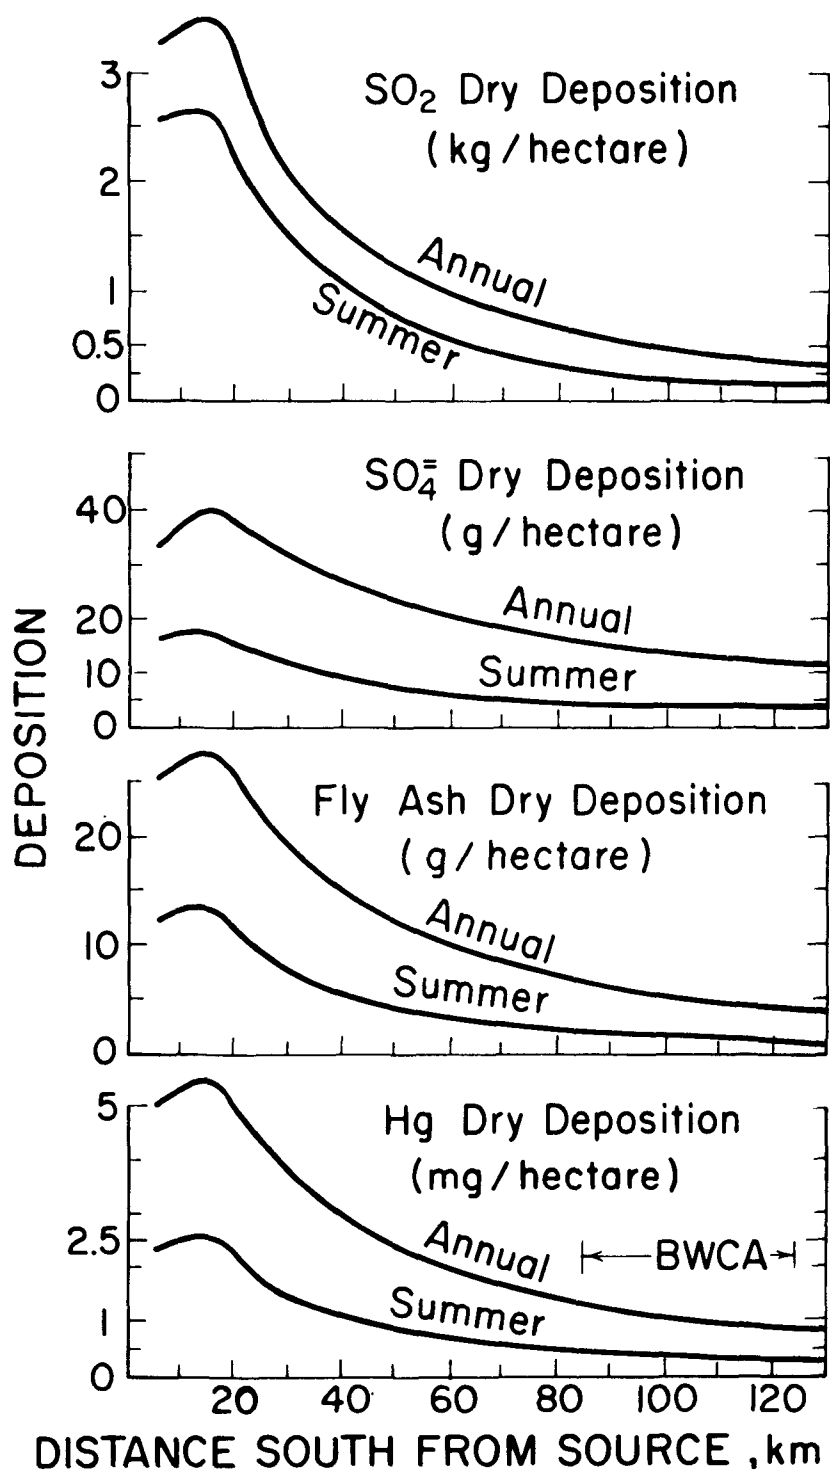 DEPOSITION
SO2 Dry Deposition
(kg/hectare)
3
2
1
0.5
0
Annual
Summer
SO4= Dry Deposition
(g/hectare)
40
20
10
0
Annual
Summer
Fly Ash Dry Deposition
(g/hectare)
20
10
0
Annual
Summer
Hg Dry Deposition
(mg/hectare)
5
2.5
1
0
Annual
BWCA
Summer
20 40 60 80 100 120
DISTANCE SOUTH FROM SOURCE, km